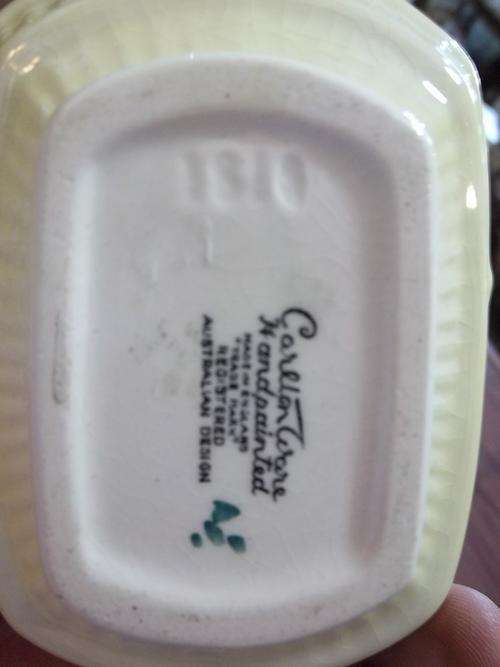 1810
Carlton Ware
Handpainted
MADE IN ENGLAND
"TRADE MARK"
REGISTERED
AUSTRALIAN DESIGN